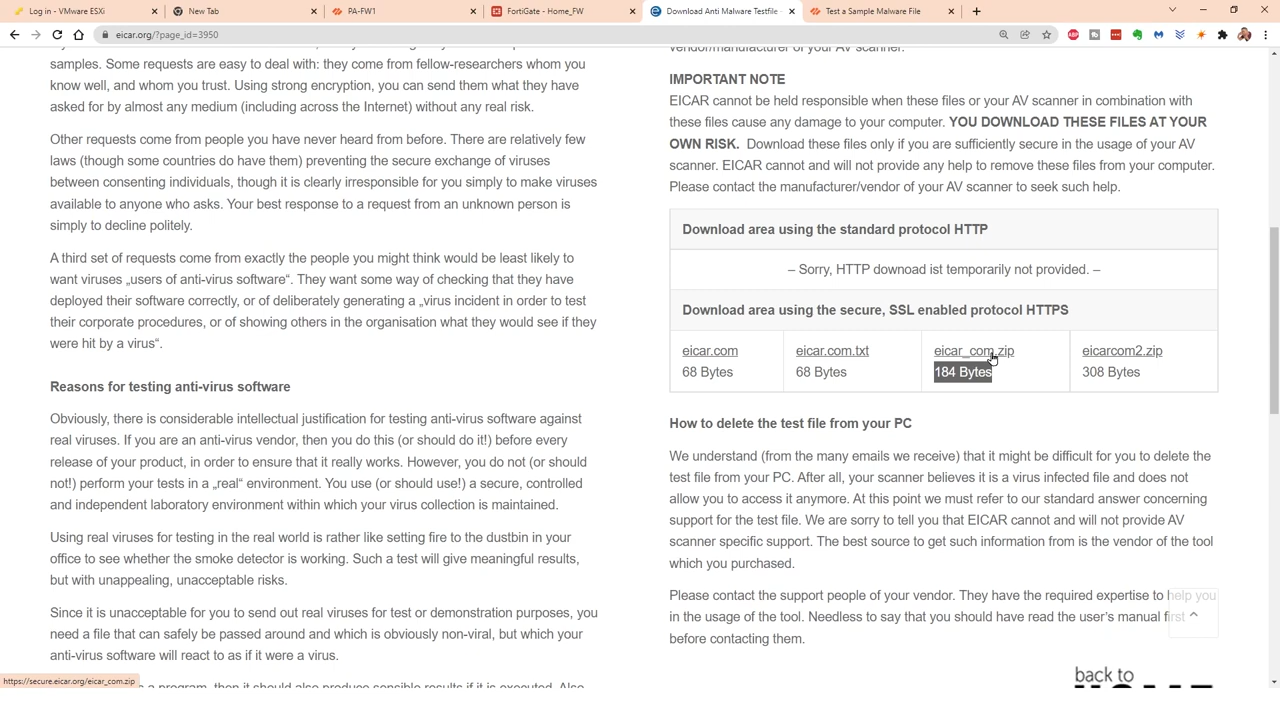 Log in - VMware ESXi
New Tab
PA-FW1
FortiGate - Home_FW
Download Anti Malware Testfile -
Test a Sample Malware File
eicar.org/?page_id=3950
samples. Some requests are easy to deal with: they come from fellow-researchers whom you
know well, and whom you trust. Using strong encryption, you can send them what they have
asked for by almost any medium (including across the Internet) without any real risk.
Other requests come from people you have never heard from before. There are relatively few
laws (though some countries do have them) preventing the secure exchange of viruses
between consenting individuals, though it is clearly irresponsible for you simply to make viruses
available to anyone who asks. Your best response to a request from an unknown person is
simply to decline politely.
A third set of requests come from exactly the people you might think would be least likely to
want viruses „users of anti-virus software“. They want some way of checking that they have
deployed their software correctly, or of deliberately generating a „virus incident in order to test
their corporate procedures, or of showing others in the organisation what they would see if they
were hit by a virus“.
Reasons for testing anti-virus software
Obviously, there is considerable intellectual justification for testing anti-virus software against
real viruses. If you are an anti-virus vendor, then you do this (or should do it!) before every
release of your product, in order to ensure that it really works. However, you do not (or should
not!) perform your tests in a „real“ environment. You use (or should use!) a secure, controlled
and independent laboratory environment within which your virus collection is maintained.
Using real viruses for testing in the real world is rather like setting fire to the dustbin in your
office to see whether the smoke detector is working. Such a test will give meaningful results,
but with unappealing, unacceptable risks.
Since it is unacceptable for you to send out real viruses for test or demonstration purposes, you
need a file that can safely be passed around and which is obviously non-viral, but which your
anti-virus software will react to as if it were a virus.
a program, then it should also produce sensible results if it is executed. Also
https://secure.eicar.org/eicar_com.zip
vendor/manufacturer of your AV scanner.
IMPORTANT NOTE
EICAR cannot be held responsible when these files or your AV scanner in combination with
these files cause any damage to your computer. YOU DOWNLOAD THESE FILES AT YOUR
OWN RISK. Download these files only if you are sufficiently secure in the usage of your AV
scanner. EICAR cannot and will not provide any help to remove these files from your computer.
Please contact the manufacturer/vendor of your AV scanner to seek such help.
Download area using the standard protocol HTTP
– Sorry, HTTP downoad ist temporarily not provided. –
Download area using the secure, SSL enabled protocol HTTPS
eicar.com
68 Bytes
eicar.com.txt
68 Bytes
eicar_com.zip
184 Bytes
eicarcom2.zip
308 Bytes
How to delete the test file from your PC
We understand (from the many emails we receive) that it might be difficult for you to delete the
test file from your PC. After all, your scanner believes it is a virus infected file and does not
allow you to access it anymore. At this point we must refer to our standard answer concerning
support for the test file. We are sorry to tell you that EICAR cannot and will not provide AV
scanner specific support. The best source to get such information from is the vendor of the tool
which you purchased.
Please contact the support people of your vendor. They have the required expertise to help you
in the usage of the tool. Needless to say that you should have read the user’s manual first
before contacting them.
back to